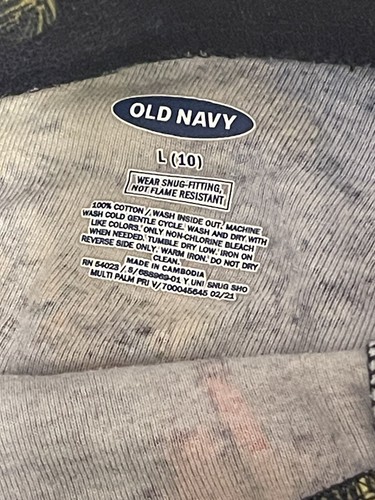 OLD NAVY
L (10)
WEAR SNUG-FITTING,
NOT FLAME RESISTANT
100% COTTON / WASH INSIDE OUT. MACHINE
WASH COLD GENTLE CYCLE. WASH AND DRY WITH
LIKE COLORS. ONLY NON-CHLORINE BLEACH
WHEN NEEDED. TUMBLE DRY LOW. IRON ON
REVERSE SIDE ONLY. WARM IRON. DO NOT DRY
CLEAN.
MADE IN CAMBODIA
RN 54023 / S/ 688969-01 Y UNI SNUG SHO
MULTI PALM PRI V/ 700045645 02/21